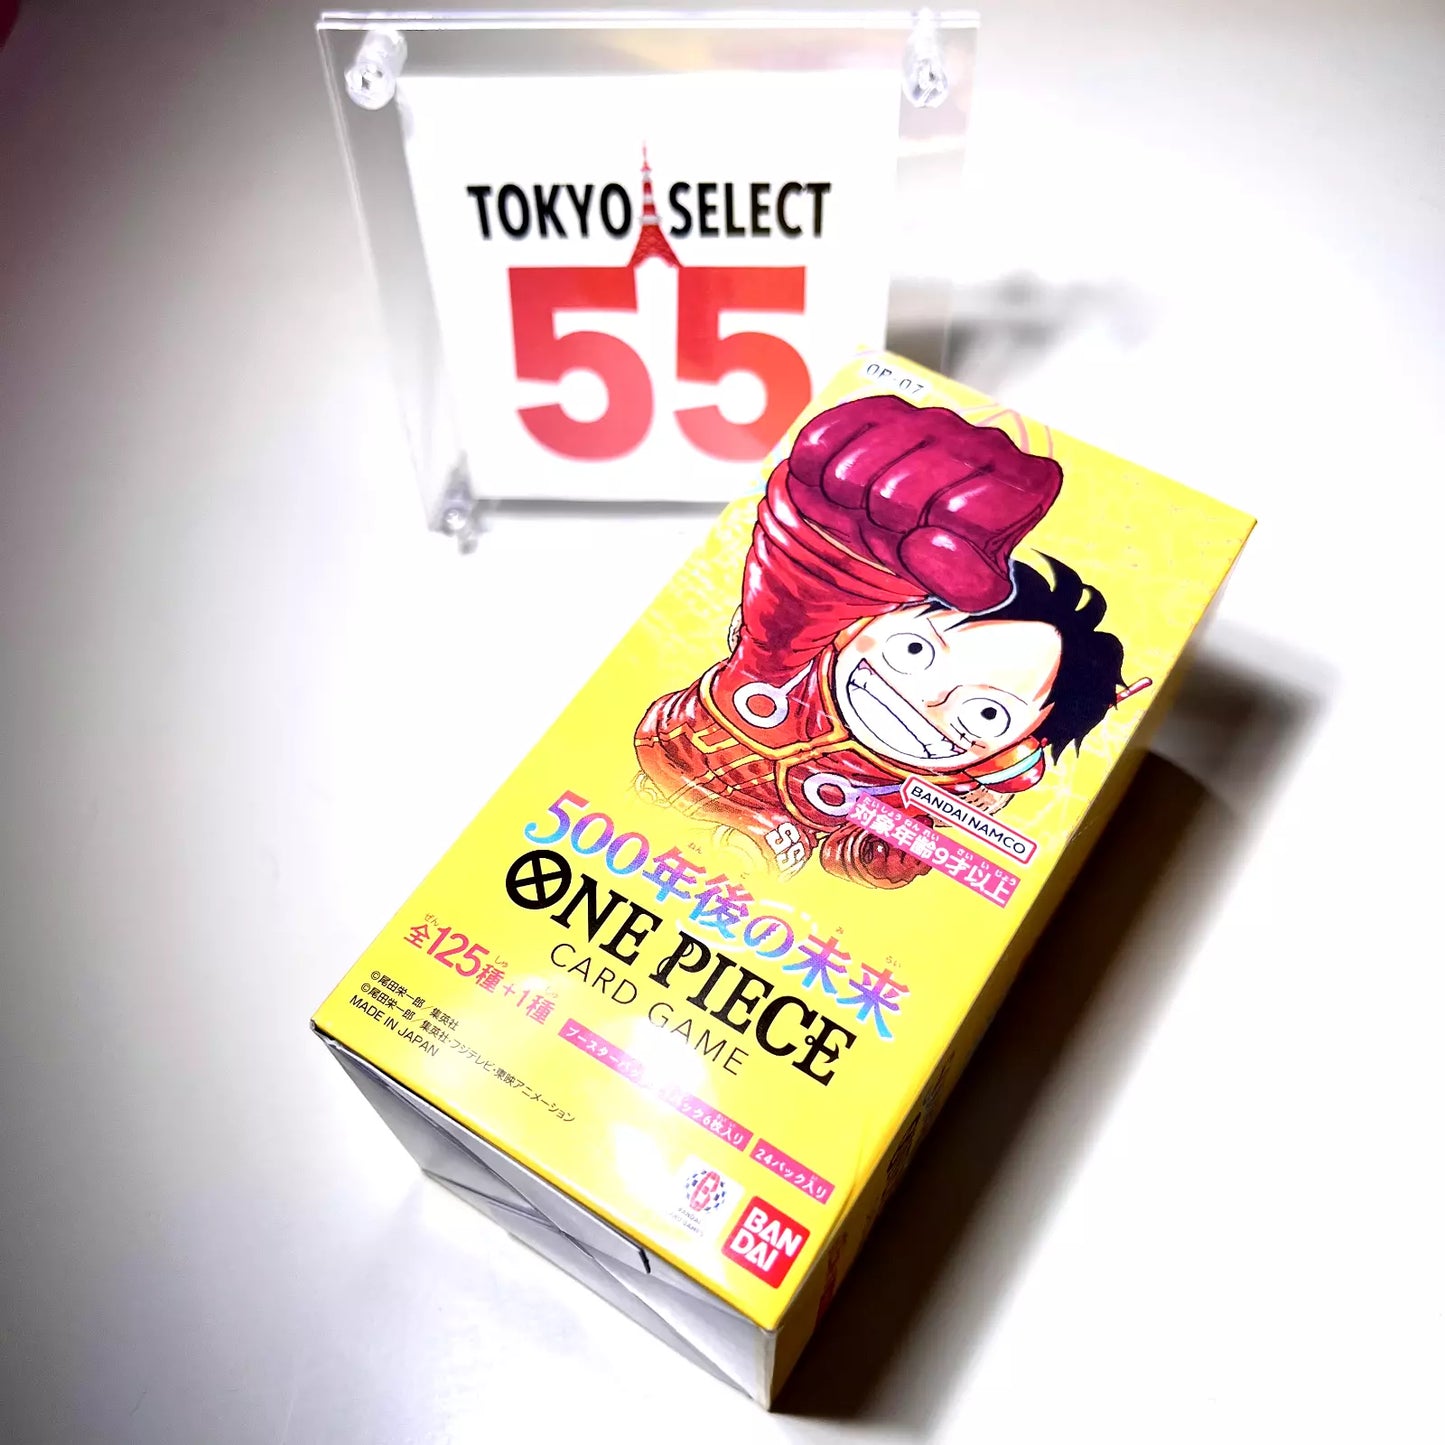 TOKYO SELECT
55
OP-07
BANDAI NAMCO
対象年齢9才以上
500年後の未来
ONE PIECE
CARD GAME
全125種+1種
©尾田栄一郎/集英社
©尾田栄一郎/集英社・フジテレビ・東映アニメーション
MADE IN JAPAN
24パック入り
BAN
DAI